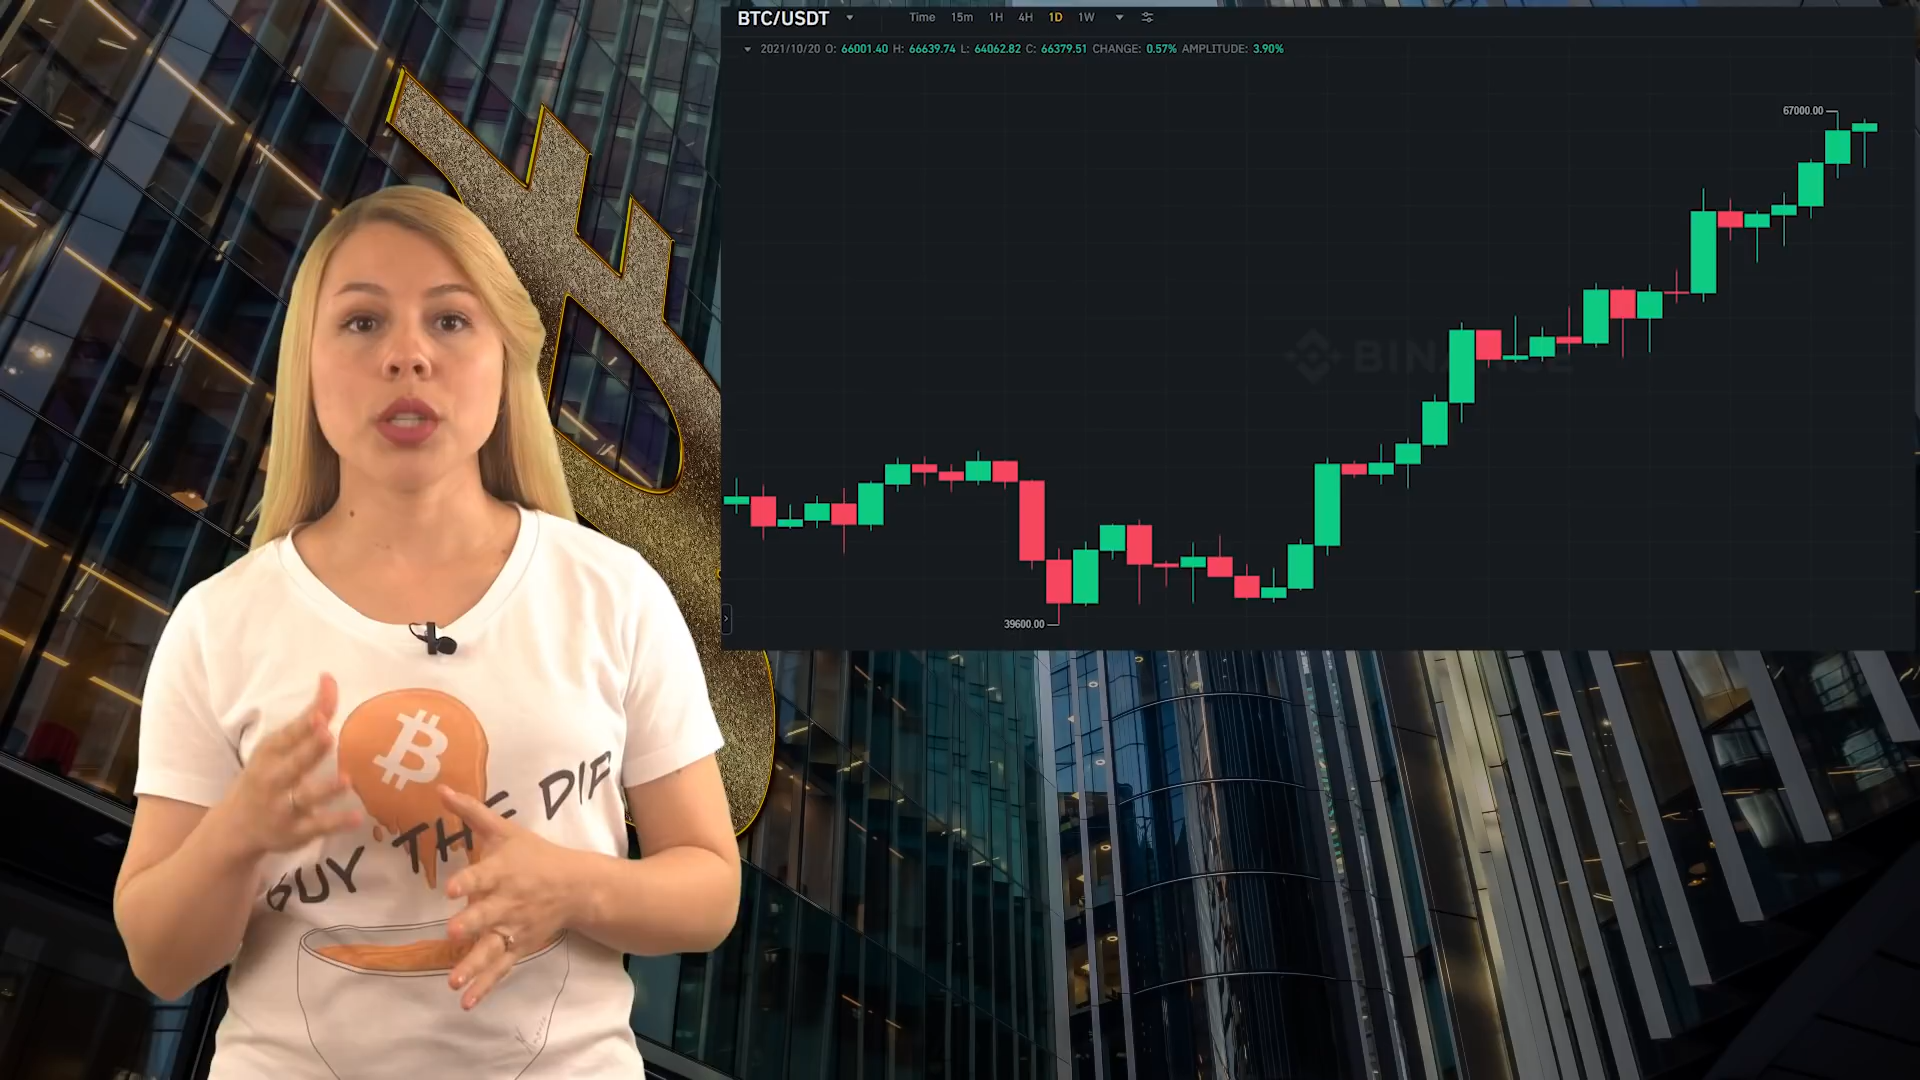 BTC/USDT Time 15m 1H 4H 1D 1W
2021/10/20 O: 66001.40 H: 66639.74 L: 64062.82 C: 66379.51 CHANGE: 0.57% AMPLITUDE: 3.90%
67000.00
BINANCE
39600.00
BUY THE DIP